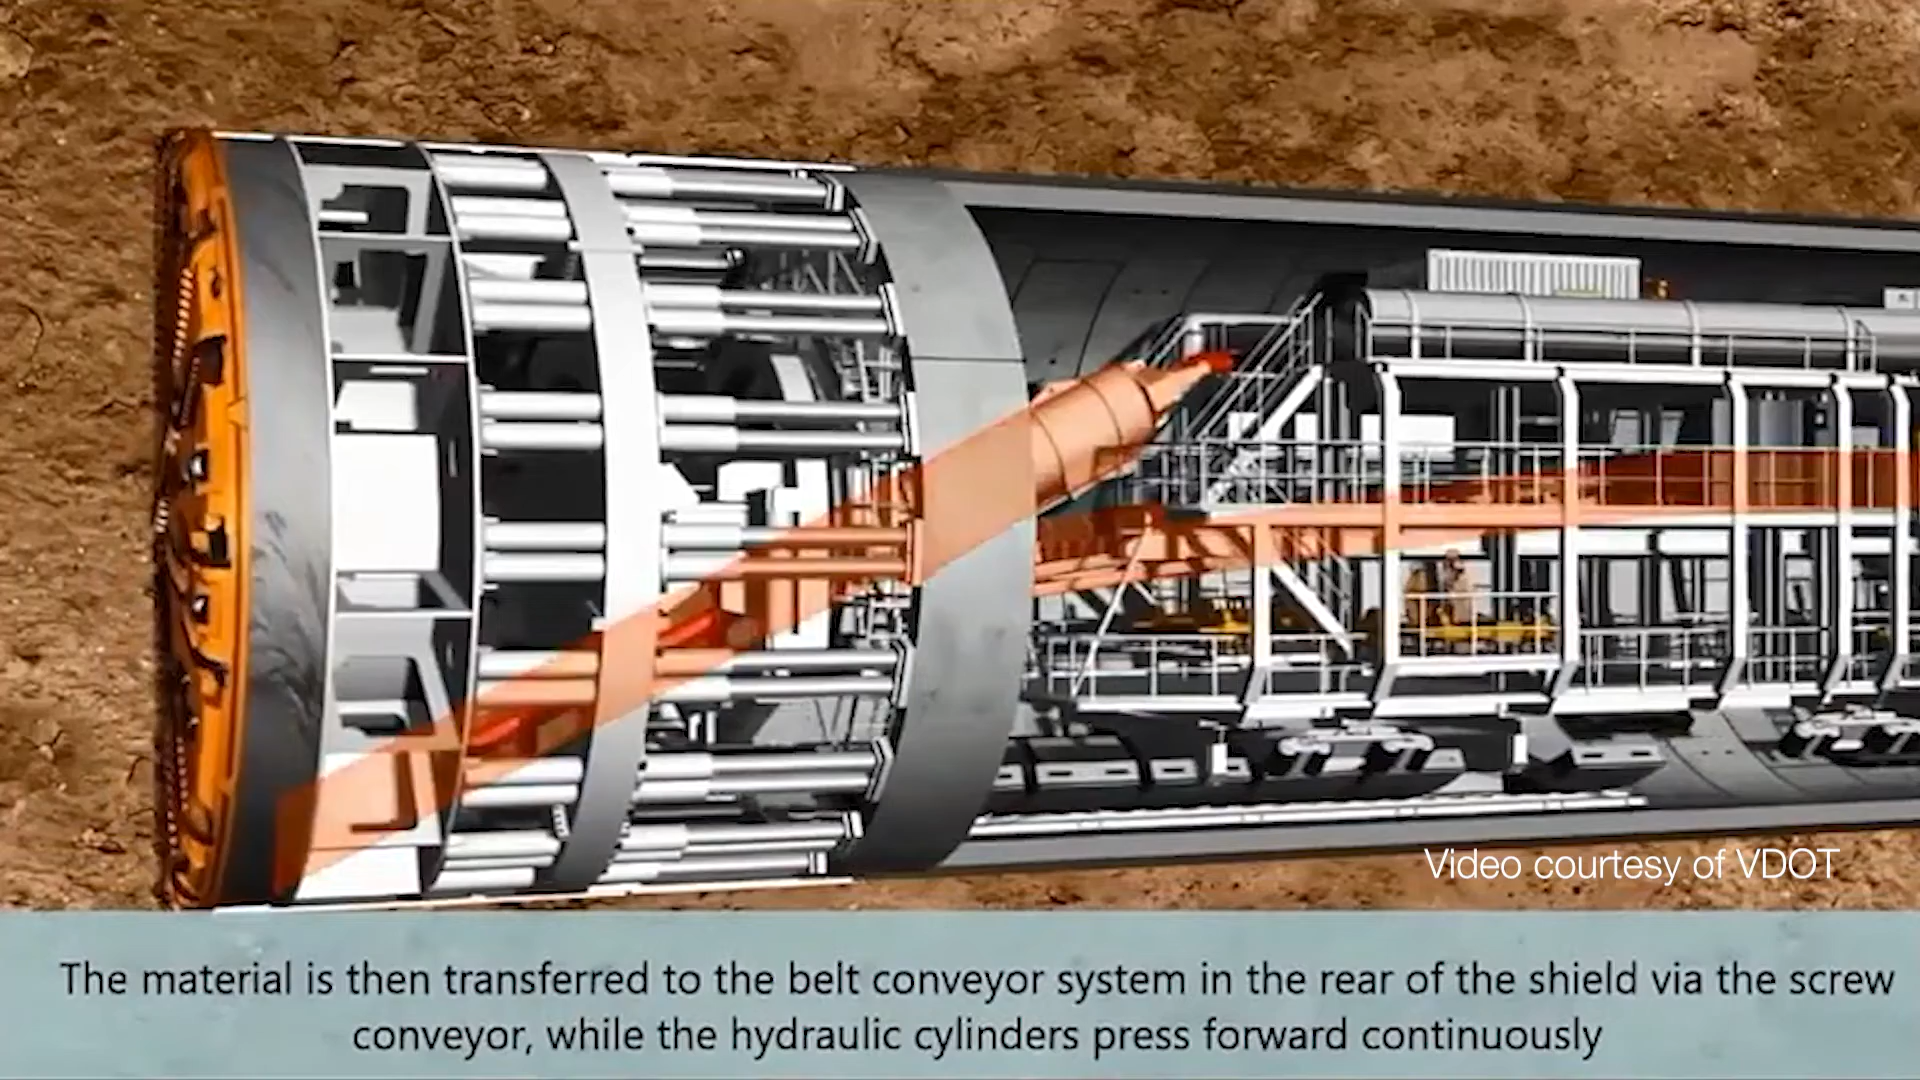 Video courtesy of VDOT
The material is then transferred to the belt conveyor system in the rear of the shield via the screw
conveyor, while the hydraulic cylinders press forward continuously